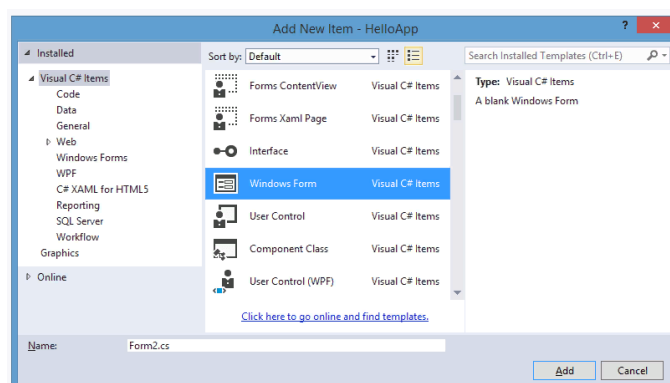 Add New Item - HelloApp
?
Installed
Sort by: Default
Search Installed Templates (Ctrl+E)
Visual C# Items
Code
Data
General
Web
Windows Forms
WPF
C# XAML for HTML5
Reporting
SQL Server
Workflow
Graphics
Online
Forms ContentView Visual C# Items
Forms Xaml Page Visual C# Items
Interface Visual C# Items
Windows Form Visual C# Items
User Control Visual C# Items
Component Class Visual C# Items
User Control (WPF) Visual C# Items
Click here to go online and find templates.
Type: Visual C# Items
A blank Windows Form
Name: Form2.cs
Add Cancel